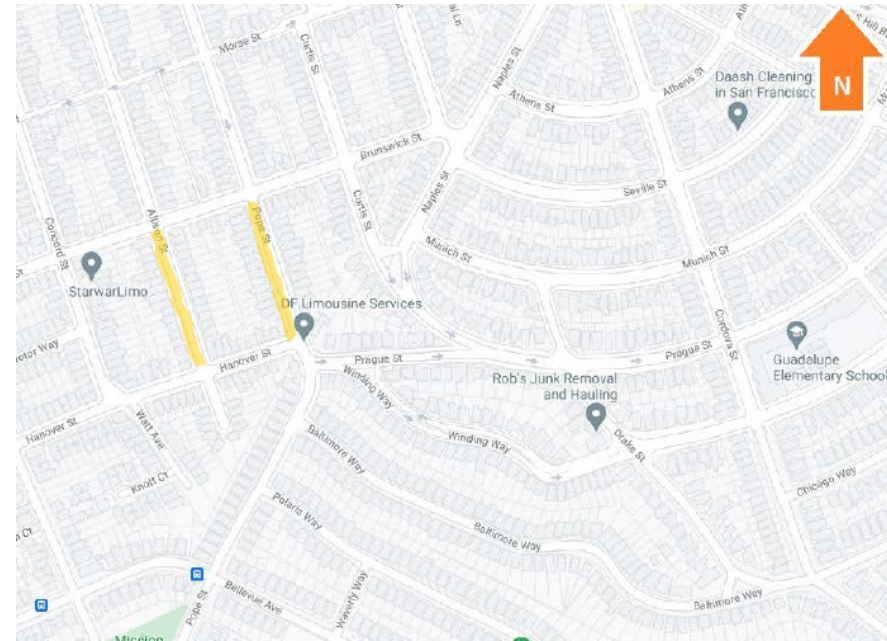 Morse St
Curtis St
Naples St
Athens St
Athens St
Daash Cleaning
in San Francisco
N
Brunswick St
Seville St
Allison St
Pope St
Curtis St
Naples St
Munich St
Munich St
Concord St
StarwarLimo
DF Limousine Services
Cordova St
Hanover St
Prague St
Prague St
Guadalupe
Elementary School
Rob's Junk Removal
and Hauling
Winding Way
Winding Way
Hanover St
Watt Ave
Drake St
Baltimore Way
Knott Ct
Chicago Way
Polaris Way
Baltimore Way
Bellevue Ave
Waverly Way
Baltimore Way
Pope St
Mission